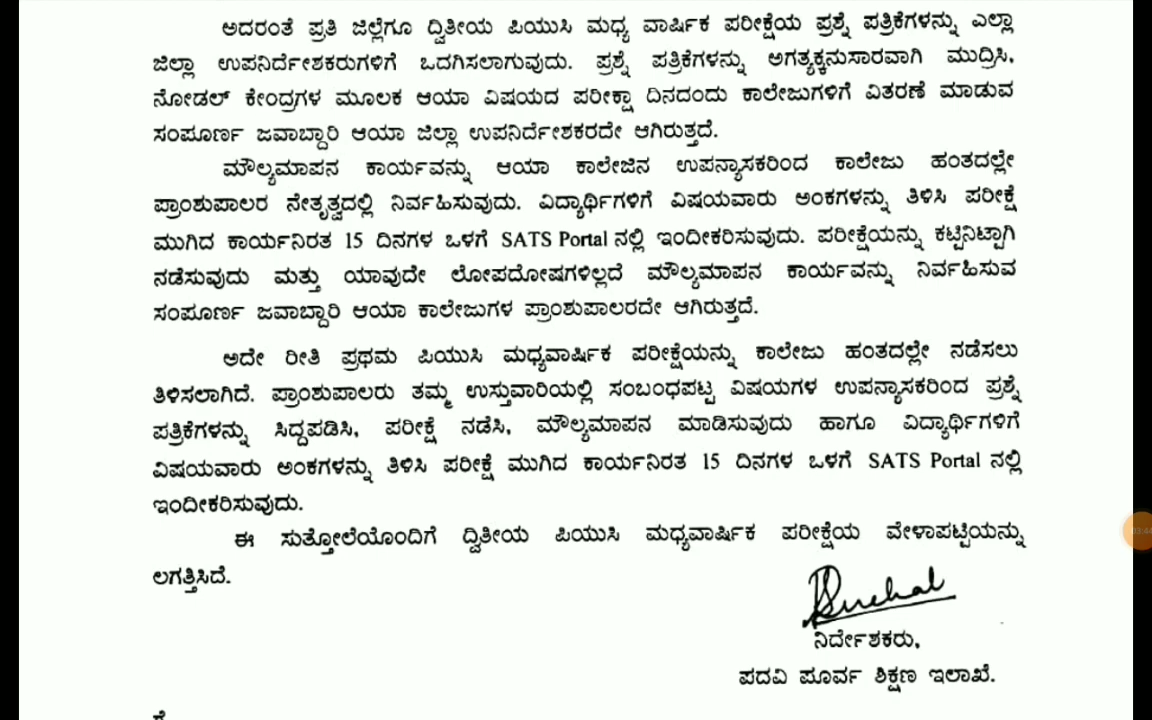 ಅದರಂತೆ ಪ್ರತಿ ಜಿಲ್ಲೆಗೂ ದ್ವಿತೀಯ ಪಿಯುಸಿ ಮಧ್ಯ ವಾರ್ಷಿಕ ಪರೀಕ್ಷೆಯ ಪ್ರಶ್ನೆ ಪತ್ರಿಕೆಗಳನ್ನು ಎಲ್ಲಾ
ಜಿಲ್ಲಾ ಉಪನಿರ್ದೇಶಕರುಗಳಿಗೆ ಒದಗಿಸಲಾಗುವುದು. ಪ್ರಶ್ನೆ ಪತ್ರಿಕೆಗಳನ್ನು ಅಗತ್ಯಕ್ಕನುಸಾರವಾಗಿ ಮುದ್ರಿಸಿ,
ನೋಡಲ್ ಕೇಂದ್ರಗಳ ಮೂಲಕ ಆಯಾ ವಿಷಯದ ಪರೀಕ್ಷಾ ದಿನದಂದು ಕಾಲೇಜುಗಳಿಗೆ ವಿತರಣೆ ಮಾಡುವ
ಸಂಪೂರ್ಣ ಜವಾಬ್ದಾರಿ ಆಯಾ ಜಿಲ್ಲಾ ಉಪನಿರ್ದೇಶಕರದೇ ಆಗಿರುತ್ತದೆ.
ಮೌಲ್ಯಮಾಪನ ಕಾರ್ಯವನ್ನು ಆಯಾ ಕಾಲೇಜಿನ ಉಪನ್ಯಾಸಕರಿಂದ ಕಾಲೇಜು ಹಂತದಲ್ಲೇ
ಪ್ರಾಂಶುಪಾಲರ ನೇತೃತ್ವದಲ್ಲಿ ನಿರ್ವಹಿಸುವುದು. ವಿದ್ಯಾರ್ಥಿಗಳಿಗೆ ವಿಷಯವಾರು ಅಂಕಗಳನ್ನು ತಿಳಿಸಿ ಪರೀಕ್ಷೆ
ಮುಗಿದ ಕಾರ್ಯನಿರತ 15 ದಿನಗಳ ಒಳಗೆ SATS Portal ನಲ್ಲಿ ಇಂದೀಕರಿಸುವುದು. ಪರೀಕ್ಷೆಯನ್ನು ಕಟ್ಟಿನಿಟ್ಟಾಗಿ
ನಡೆಸುವುದು ಮತ್ತು ಯಾವುದೇ ಲೋಪದೋಷಗಳಿಲ್ಲದೆ ಮೌಲ್ಯಮಾಪನ ಕಾರ್ಯವನ್ನು ನಿರ್ವಹಿಸುವ
ಸಂಪೂರ್ಣ ಜವಾಬ್ದಾರಿ ಆಯಾ ಕಾಲೇಜುಗಳ ಪ್ರಾಂಶುಪಾಲರದೇ ಆಗಿರುತ್ತದೆ.
ಅದೇ ರೀತಿ ಪ್ರಥಮ ಪಿಯುಸಿ ಮಧ್ಯವಾರ್ಷಿಕ ಪರೀಕ್ಷೆಯನ್ನು ಕಾಲೇಜು ಹಂತದಲ್ಲೇ ನಡೆಸಲು
ತಿಳಿಸಲಾಗಿದೆ. ಪ್ರಾಂಶುಪಾಲರು ತಮ್ಮ ಉಸ್ತುವಾರಿಯಲ್ಲಿ ಸಂಬಂಧಪಟ್ಟ ವಿಷಯಗಳ ಉಪನ್ಯಾಸಕರಿಂದ ಪ್ರಶ್ನೆ
ಪತ್ರಿಕೆಗಳನ್ನು ಸಿದ್ದಪಡಿಸಿ, ಪರೀಕ್ಷೆ ನಡೆಸಿ, ಮೌಲ್ಯಮಾಪನ ಮಾಡಿಸುವುದು ಹಾಗೂ ವಿದ್ಯಾರ್ಥಿಗಳಿಗೆ
ವಿಷಯವಾರು ಅಂಕಗಳನ್ನು ತಿಳಿಸಿ ಪರೀಕ್ಷೆ ಮುಗಿದ ಕಾರ್ಯನಿರತ 15 ದಿನಗಳ ಒಳಗೆ SATS Portal ನಲ್ಲಿ
ಇಂದೀಕರಿಸುವುದು.
ಈ ಸುತ್ತೋಲೆಯೊಂದಿಗೆ ದ್ವಿತೀಯ ಪಿಯುಸಿ ಮಧ್ಯವಾರ್ಷಿಕ ಪರೀಕ್ಷೆಯ ವೇಳಾಪಟ್ಟಿಯನ್ನು
ಲಗತ್ತಿಸಿದೆ.
ನಿರ್ದೇಶಕರು,
ಪದವಿ ಪೂರ್ವ ಶಿಕ್ಷಣ ಇಲಾಖೆ.